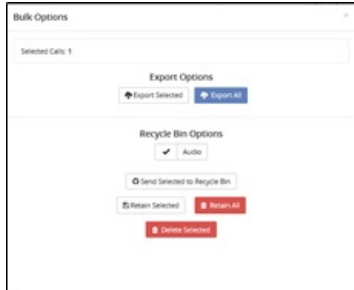 Bulk Options
×
Selected Calls: 1
Export Options
Export Selected
Export All
Recycle Bin Options
Audio
Send Selected to Recycle Bin
Retain Selected
Retain All
Delete Selected